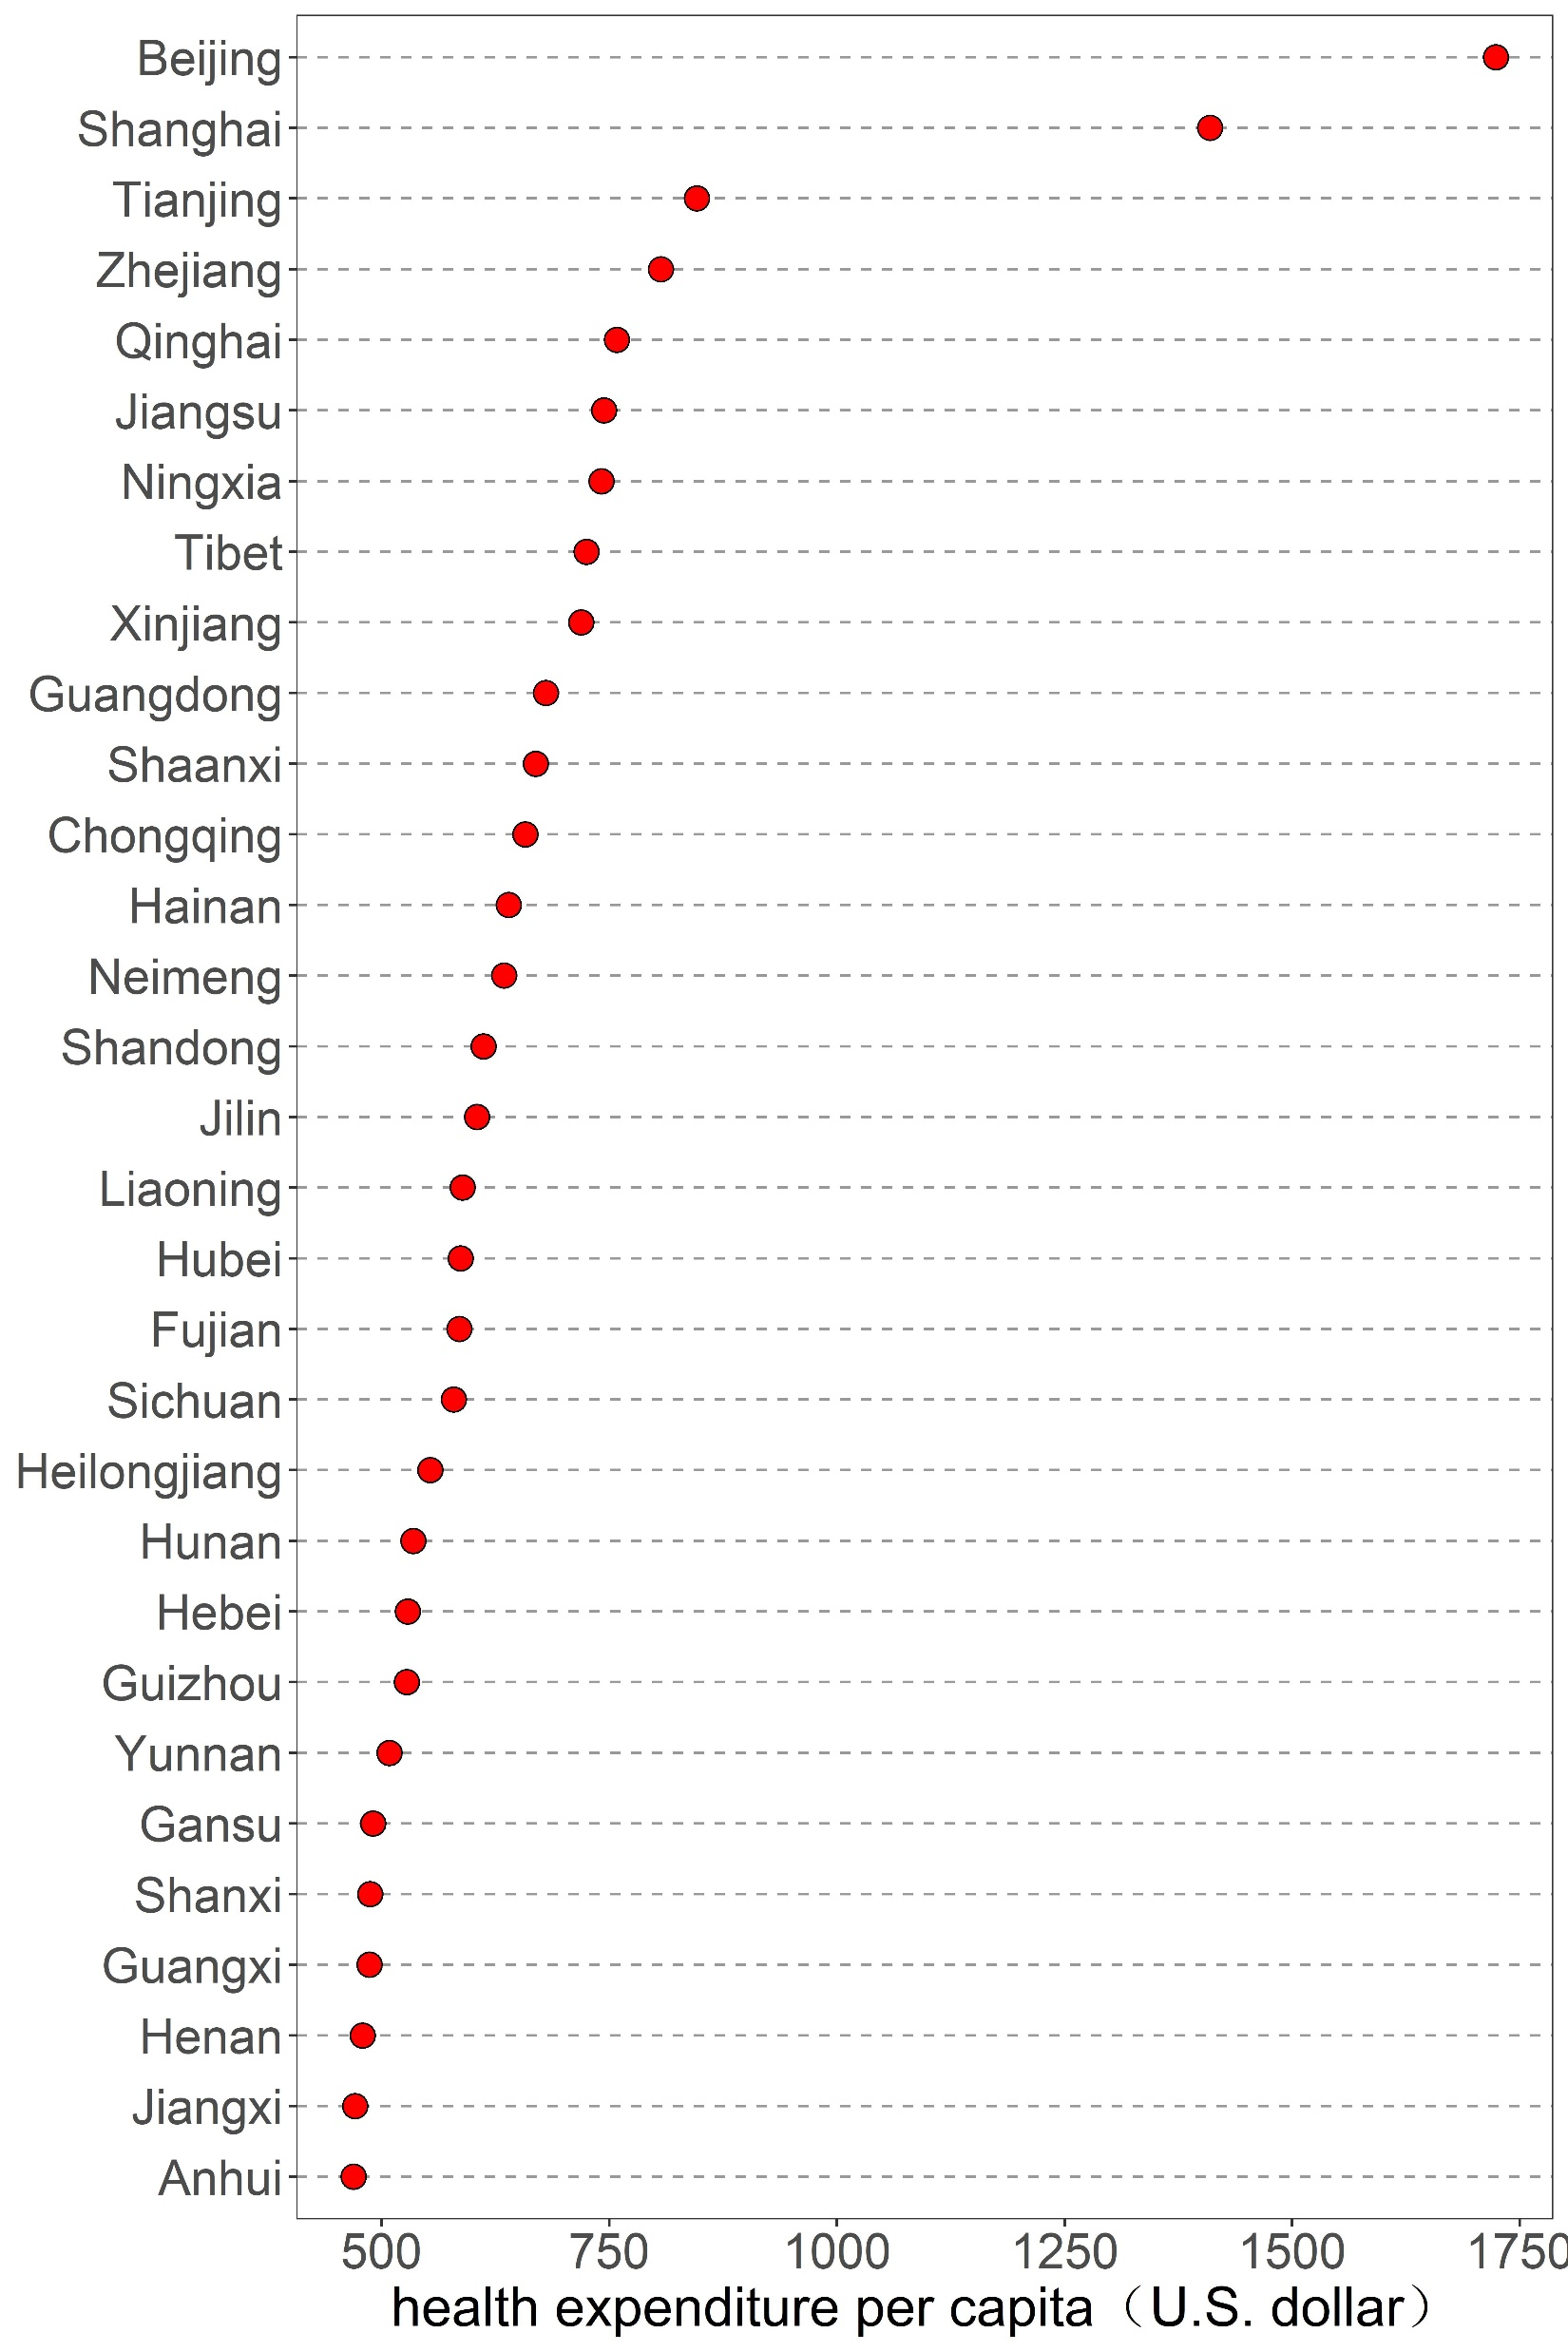 Beijing
Shanghai
Tianjing
Zhejiang
Qinghai
Jiangsu
Ningxia
Tibet
Xinjiang
Guangdong
Shaanxi
Chongqing
Hainan
Neimeng
Shandong
Jilin
Liaoning
Hubei
Fujian
Sichuan
Heilongjiang
Hunan
Hebei
Guizhou
Yunnan
Gansu
Shanxi
Guangxi
Henan
Jiangxi
Anhui
500 750 1000 1250 1500 1750
health expenditure per capita（U.S. dollar）